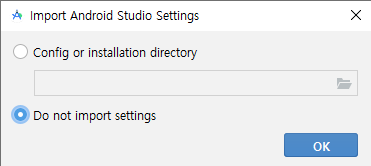 Import Android Studio Settings
Config or installation directory
Do not import settings
OK